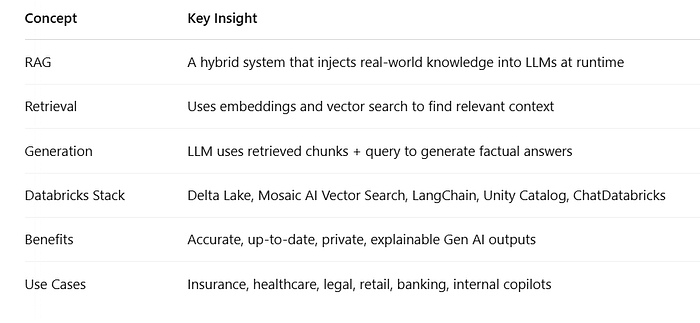 Concept Key Insight
RAG A hybrid system that injects real-world knowledge into LLMs at runtime
Retrieval Uses embeddings and vector search to find relevant context
Generation LLM uses retrieved chunks + query to generate factual answers
Databricks Stack Delta Lake, Mosaic AI Vector Search, LangChain, Unity Catalog, ChatDatabricks
Benefits Accurate, up-to-date, private, explainable Gen AI outputs
Use Cases Insurance, healthcare, legal, retail, banking, internal copilots